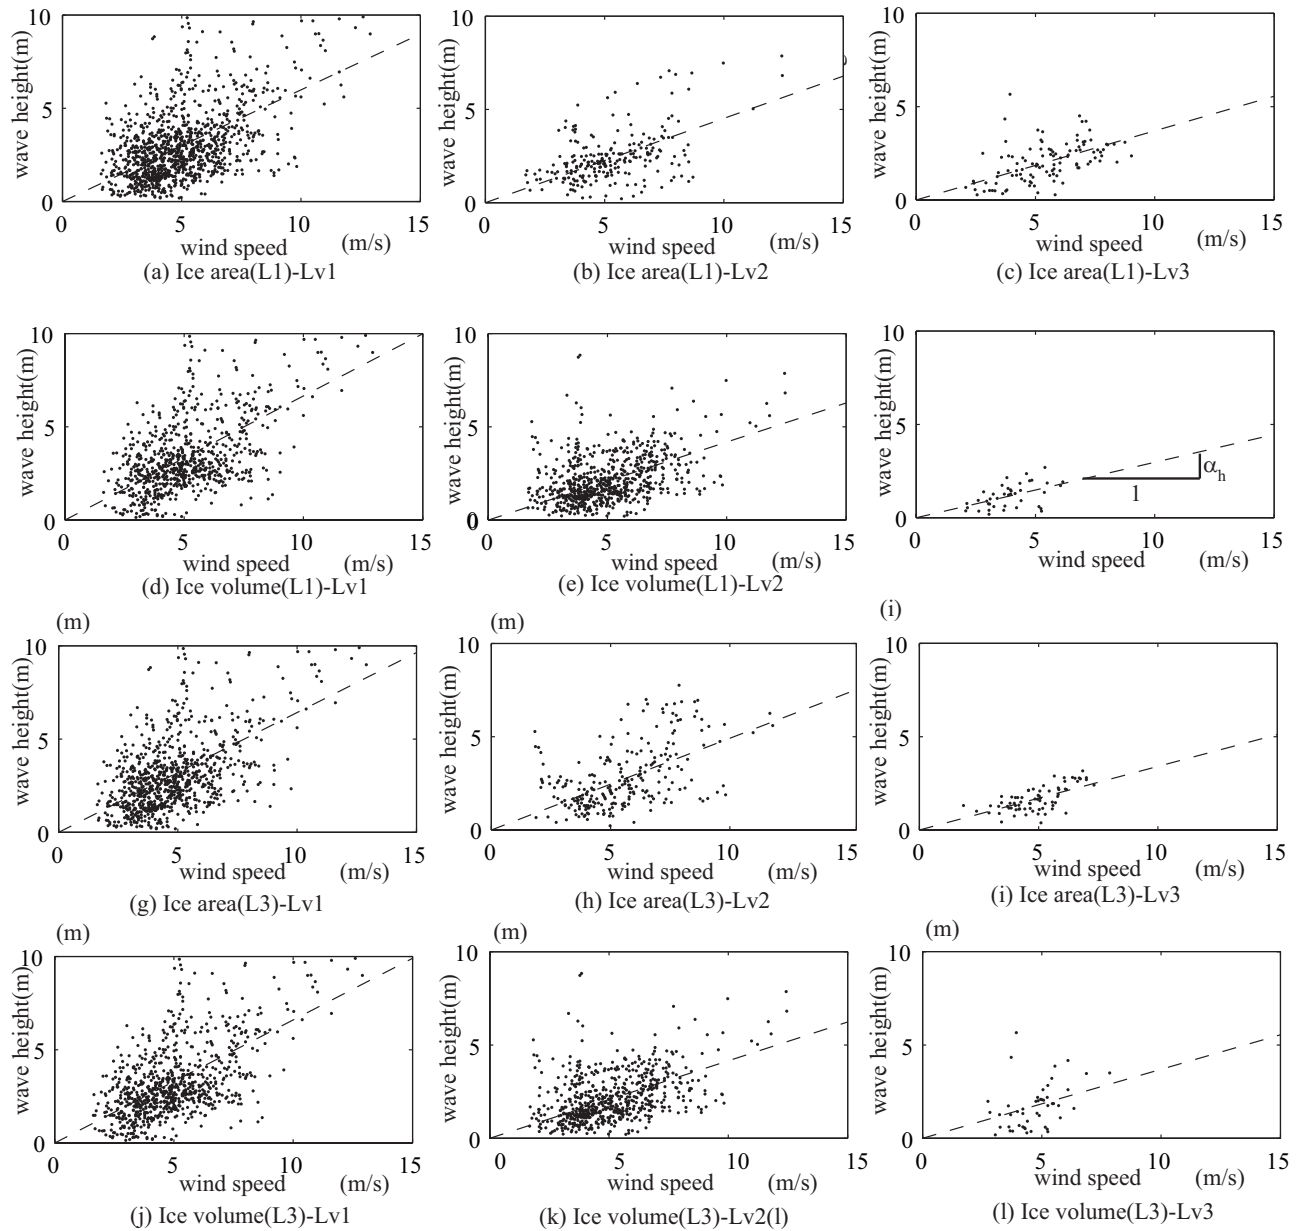 10
5
0
wave height(m)
0 5 10 15
wind speed (m/s)
(a) Ice area(L1)-Lv1
10
5
0
wave height(m)
0 5 10 15
wind speed (m/s)
(b) Ice area(L1)-Lv2
10
5
0
wave height(m)
0 5 10 15
wind speed (m/s)
(c) Ice area(L1)-Lv3
10
5
0
wave height(m)
0 5 10 15
wind speed (m/s)
(d) Ice volume(L1)-Lv1
10
5
0
wave height(m)
0 5 10 15
wind speed (m/s)
(e) Ice volume(L1)-Lv2
10
5
0
wave height(m)
1
αh
0 5 10 15
wind speed (m/s)
(i)
(m)
10
5
0
wave height(m)
0 5 10 15
wind speed (m/s)
(g) Ice area(L3)-Lv1
(m)
10
5
0
wave height(m)
0 5 10 15
wind speed (m/s)
(h) Ice area(L3)-Lv2
10
5
0
wave height(m)
0 5 10 15
wind speed (m/s)
(i) Ice area(L3)-Lv3
(m)
10
5
0
wave height(m)
0 5 10 15
wind speed (m/s)
(j) Ice volume(L3)-Lv1
(m)
10
5
0
wave height(m)
0 5 10 15
wind speed (m/s)
(k) Ice volume(L3)-Lv2(l)
(m)
10
5
0
wave height(m)
0 5 10 15
wind speed (m/s)
(l) Ice volume(L3)-Lv3